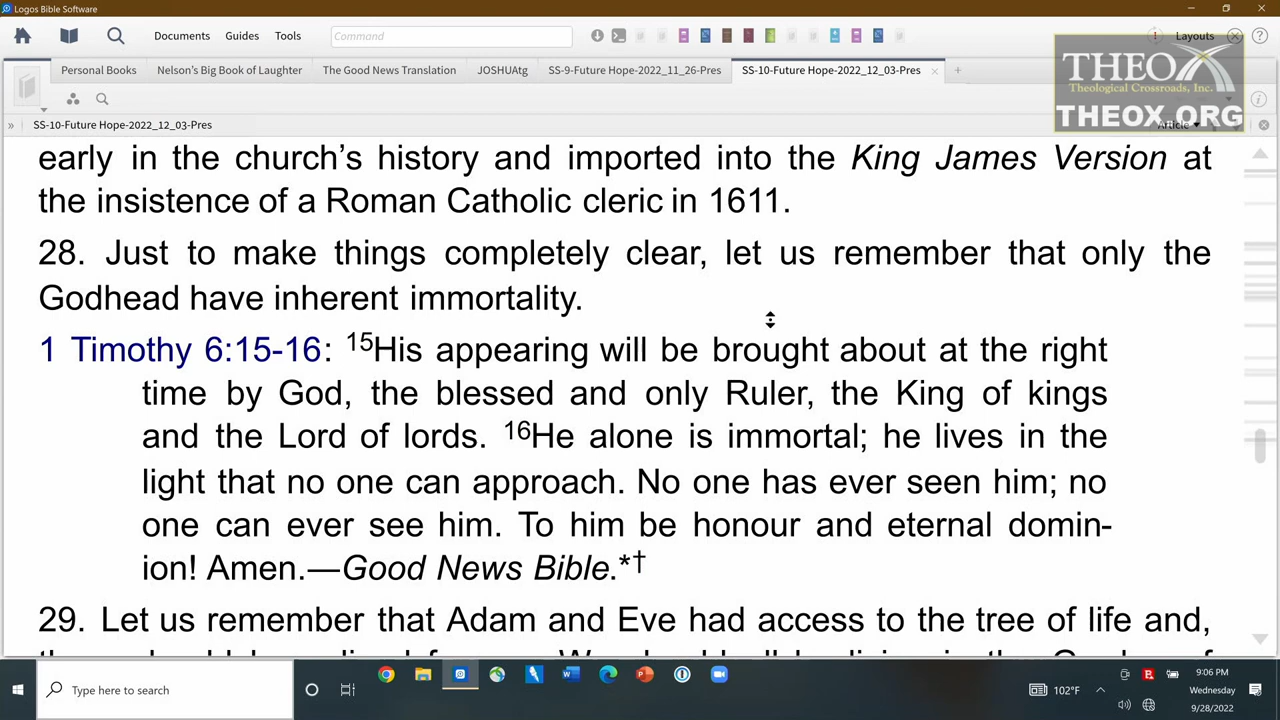 Logos Bible Software
Documents Guides Tools Command Layouts
Personal Books Nelson's Big Book of Laughter The Good News Translation JOSHUAtg SS-9-Future Hope-2022_11_26-Pres SS-10-Future Hope-2022_12_03-Pres
THEOX
Theological Crossroads, Inc.
THEOX.ORG
» SS-10-Future Hope-2022_12_03-Pres Article
early in the church’s history and imported into the King James Version at
the insistence of a Roman Catholic cleric in 1611.
28. Just to make things completely clear, let us remember that only the
Godhead have inherent immortality.
1 Timothy 6:15-16: 15His appearing will be brought about at the right
time by God, the blessed and only Ruler, the King of kings
and the Lord of lords. 16He alone is immortal; he lives in the
light that no one can approach. No one has ever seen him; no
one can ever see him. To him be honour and eternal domin-
ion! Amen.—Good News Bible.*†
29. Let us remember that Adam and Eve had access to the tree of life and,
Type here to search
102°F
9:06 PM
Wednesday
9/28/2022